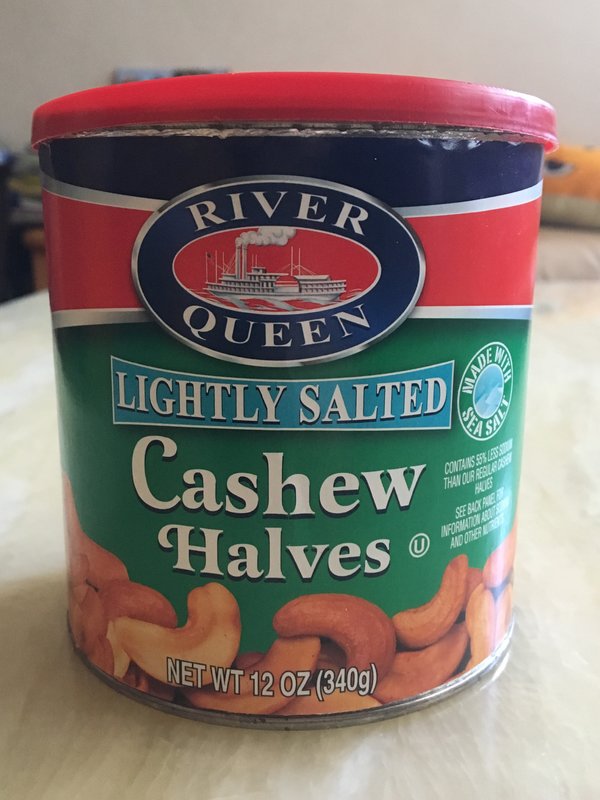 RIVER
QUEEN
LIGHTLY SALTED
MADE WITH
SEA SALT
Cashew
Halves
CONTAINS 55% LESS SODIUM
THAN OUR REGULAR CASHEW
HALVES
SEE BACK PANEL FOR
INFORMATION ABOUT SODIUM
AND OTHER NUTRIENTS
U
NET WT 12 OZ (340g)